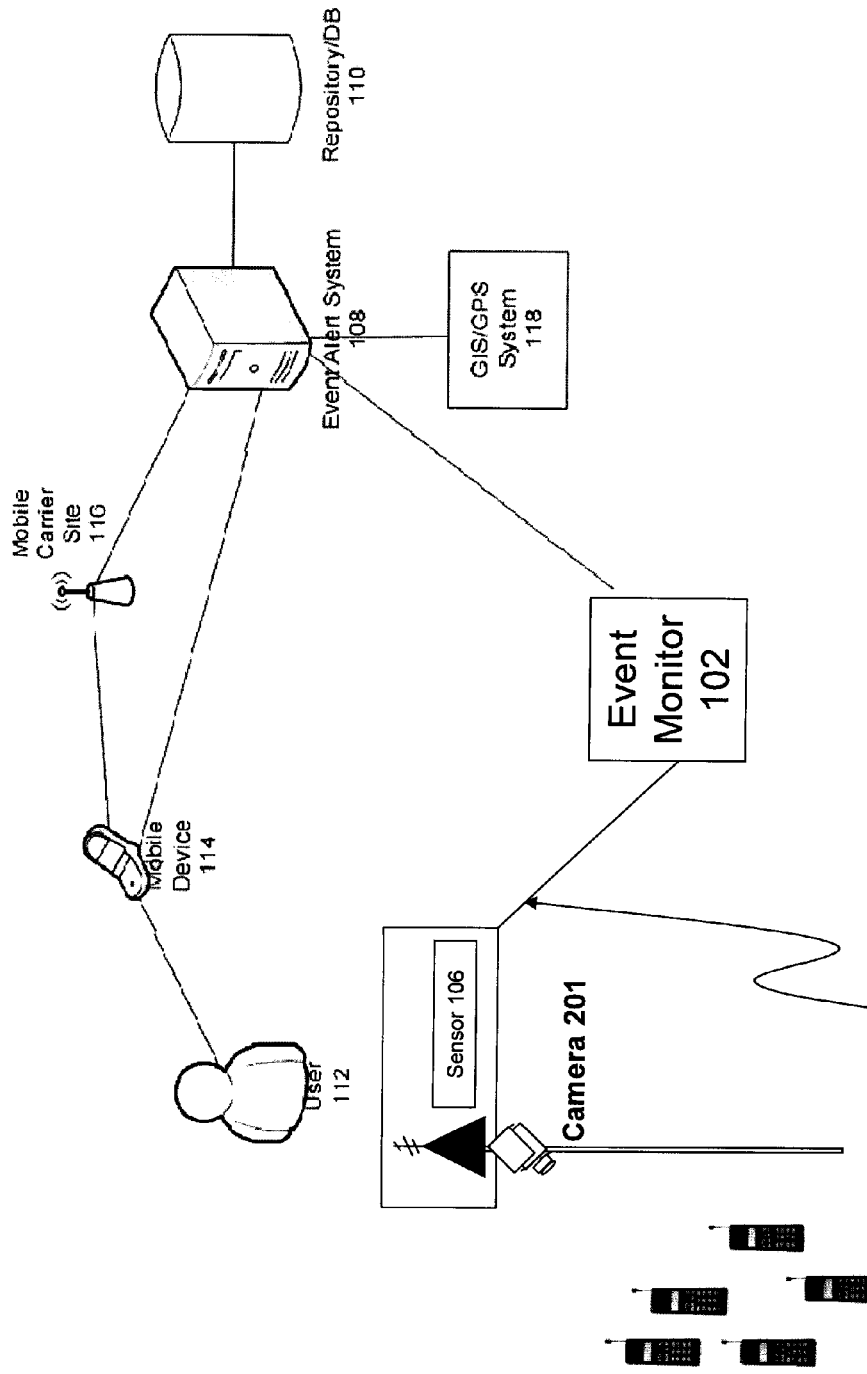 Repository/DB
110
Event Alert System
108
GIS/GPS
System
118
Mobile
Carrier
Site
116
Mobile
Device
114
Event
Monitor
102
User
112
Sensor 106
Camera 201